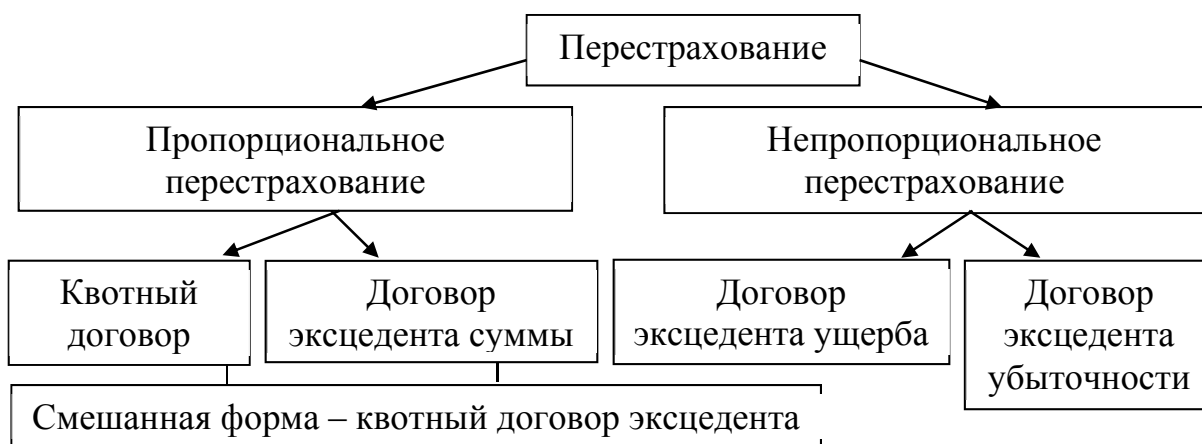 Перестрахование
Пропорциональное
перестрахование
Непропорциональное
перестрахование
Квотный
договор
Договор
эксцедента суммы
Договор
эксцедента ущерба
Договор
эксцедента
убыточности
Смешанная форма – квотный договор эксцедента